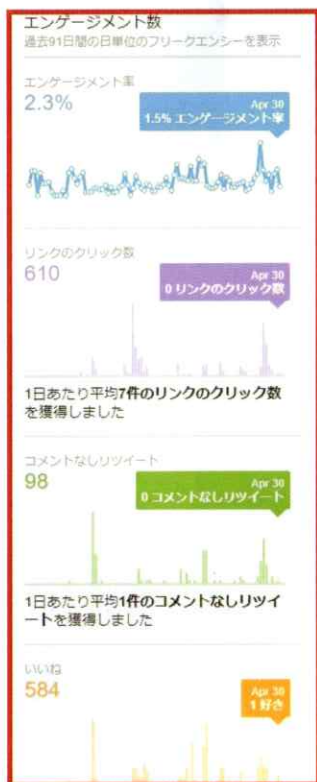 エンゲージメント数
過去91日間の日単位のフリークエンシーを表示
エンゲージメント率
2.3%
Apr 30
1.5% エンゲージメント率
リンクのクリック数
610
Apr 30
0 リンクのクリック数
1日あたり平均7件のリンクのクリック数
を獲得しました
コメントなしリツイート
98
Apr 30
0 コメントなしリツイート
1日あたり平均1件のコメントなしリツイ
ートを獲得しました
いいね
584
Apr 30
1 好き